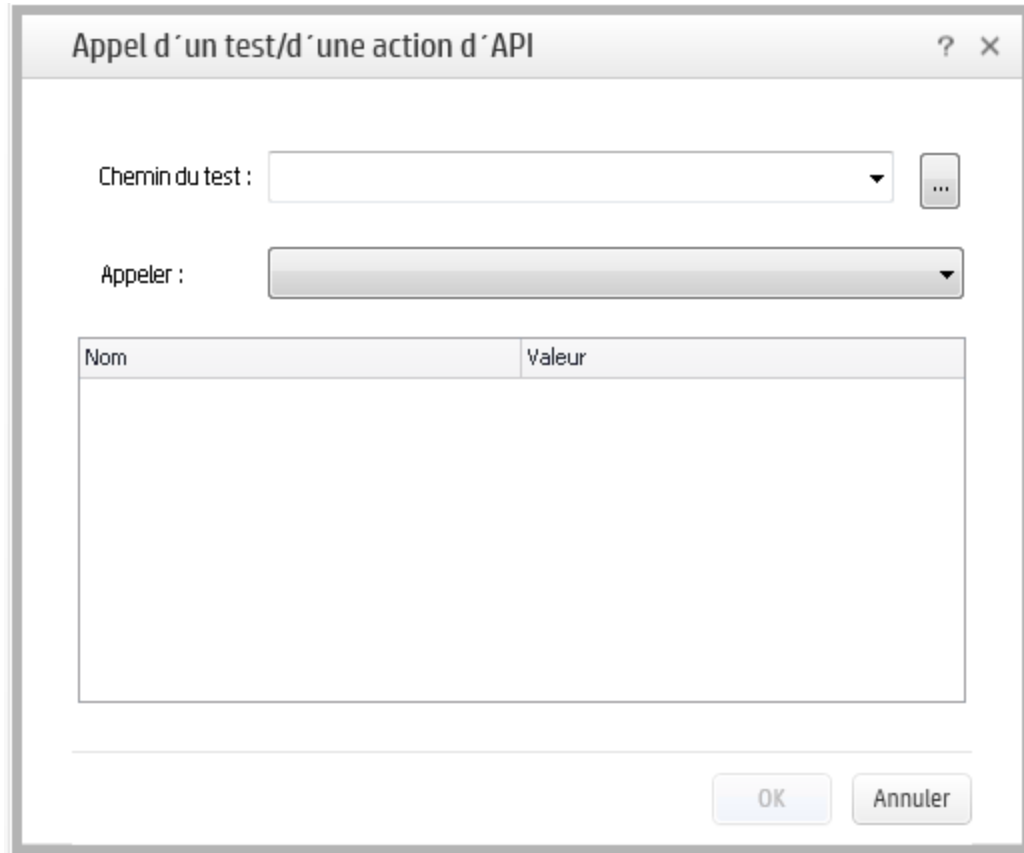 Appel d´un test/d´une action d´API ? ×
Chemin du test : ...
Appeler :
Nom Valeur
OK Annuler